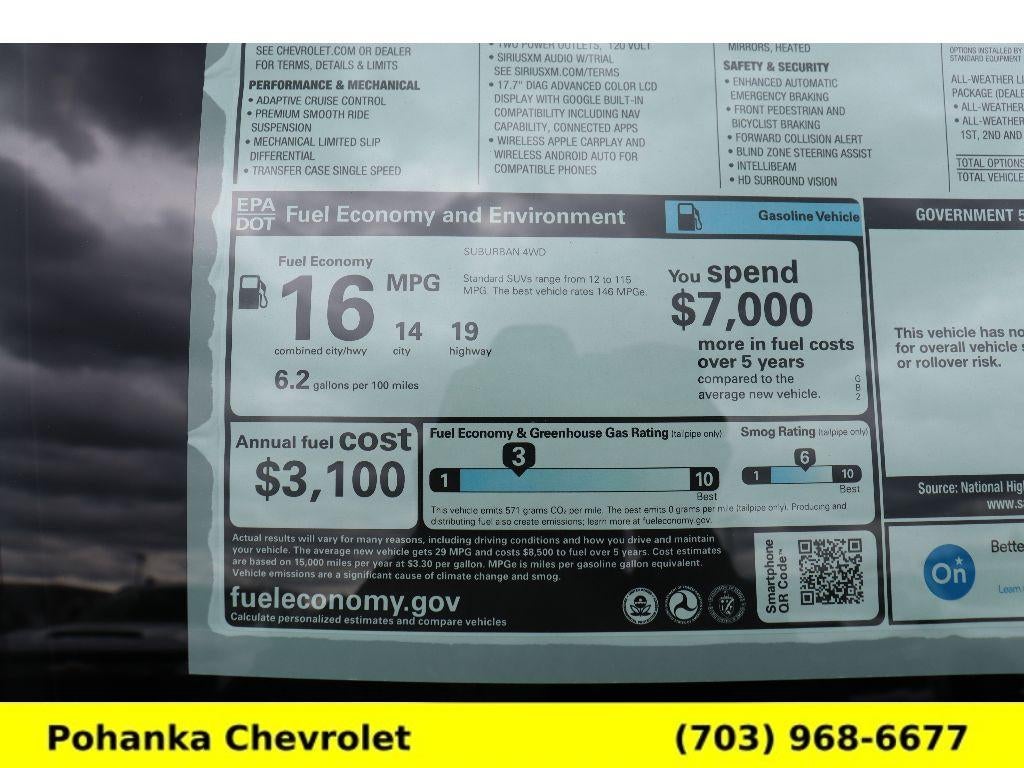 SEE CHEVROLET.COM OR DEALER
FOR TERMS, DETAILS & LIMITS
PERFORMANCE & MECHANICAL
• ADAPTIVE CRUISE CONTROL
• PREMIUM SMOOTH RIDE
SUSPENSION
• MECHANICAL LIMITED SLIP
DIFFERENTIAL
• TRANSFER CASE SINGLE SPEED
• TWO POWER OUTLETS, 120 VOLT
• SIRIUSXM AUDIO W/TRIAL
SEE SIRIUSXM.COM/TERMS
• 17.7" DIAG ADVANCED COLOR LCD
DISPLAY WITH GOOGLE BUILT-IN
COMPATIBILITY INCLUDING NAV
CAPABILITY, CONNECTED APPS
• WIRELESS APPLE CARPLAY AND
WIRELESS ANDROID AUTO FOR
COMPATIBLE PHONES
MIRRORS, HEATED
SAFETY & SECURITY
• ENHANCED AUTOMATIC
EMERGENCY BRAKING
• FRONT PEDESTRIAN AND
BICYCLIST BRAKING
• FORWARD COLLISION ALERT
• BLIND ZONE STEERING ASSIST
• INTELLIBEAM
• HD SURROUND VISION
OPTIONS INSTALLED BY
STANDARD EQUIPMENT
ALL-WEATHER
PACKAGE
• ALL-WEATHER
• ALL-WEATHER
1ST, 2ND AND
TOTAL OPTIONS
TOTAL VEHICLE
EPA
DOT
Fuel Economy and Environment
Gasoline Vehicle
Fuel Economy
SUBURBAN 4WD
16 MPG
Standard SUVs range from 12 to 115
MPG. The best vehicle rates 146 MPGe.
14 19
combined city/hwy city highway
6.2 gallons per 100 miles
You spend
$7,000
more in fuel costs
over 5 years
compared to the
average new vehicle.
GB2
Annual fuel COST
$3,100
Fuel Economy & Greenhouse Gas Rating (tailpipe only)
3
1 10
Best
Smog Rating (tailpipe only)
6
1 10
Best
This vehicle emits 571 grams CO₂ per mile. The best emits 0 grams per mile (tailpipe only). Producing and
distributing fuel also create emissions; learn more at fueleconomy.gov.
Actual results will vary for many reasons, including driving conditions and how you drive and maintain
your vehicle. The average new vehicle gets 29 MPG and costs $8,500 to fuel over 5 years. Cost estimates
are based on 15,000 miles per year at $3.30 per gallon. MPGe is miles per gasoline gallon equivalent.
Vehicle emissions are a significant cause of climate change and smog.
fueleconomy.gov
Calculate personalized estimates and compare vehicles
Smartphone
QR Code™
GOVERNMENT 5
This vehicle has no
for overall vehicle
or rollover risk.
Source: National
www.
On
Learn
Pohanka Chevrolet
(703) 968-6677